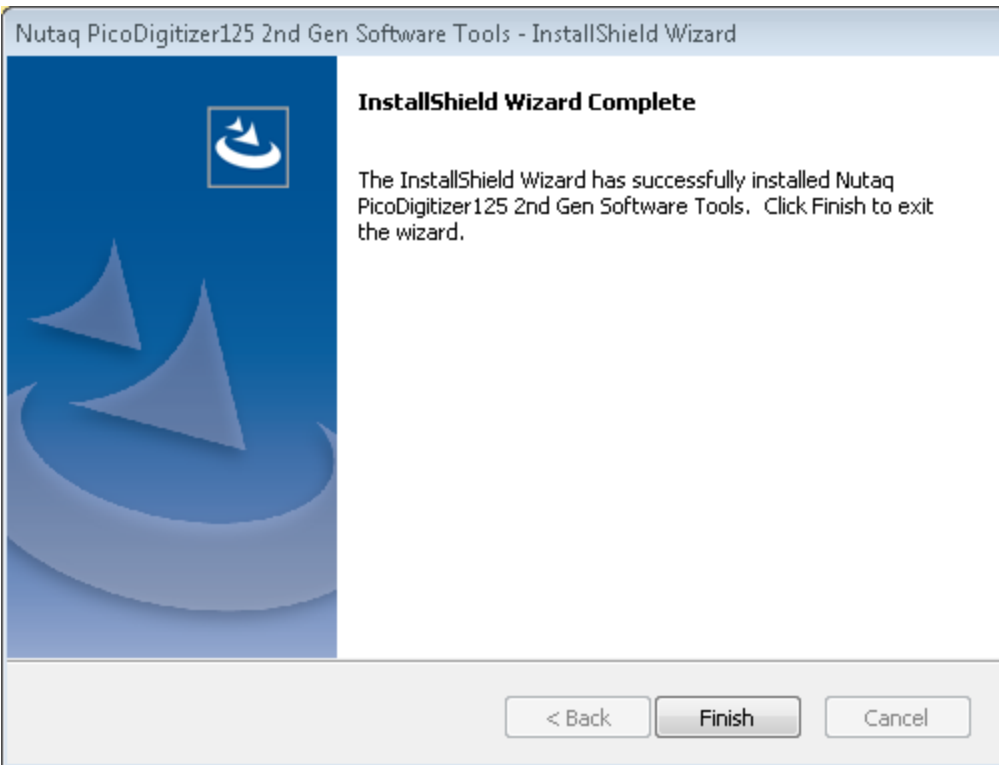 Nutaq PicoDigitizer125 2nd Gen Software Tools - InstallShield Wizard
InstallShield Wizard Complete
The InstallShield Wizard has successfully installed Nutaq
PicoDigitizer125 2nd Gen Software Tools.  Click Finish to exit
the wizard.
< Back
Finish
Cancel